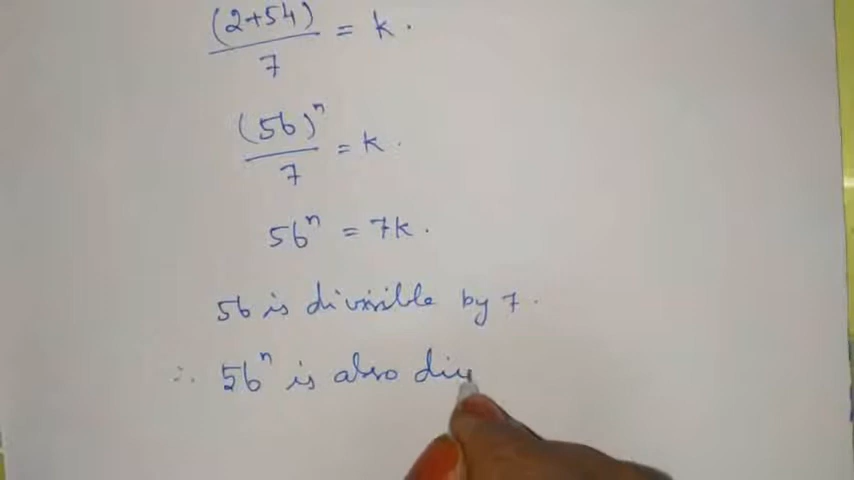 (2+54)/7 = k.
(56)ⁿ/7 = k.
56ⁿ = 7k.
56 is divisible by 7.
∴ 56ⁿ is also div